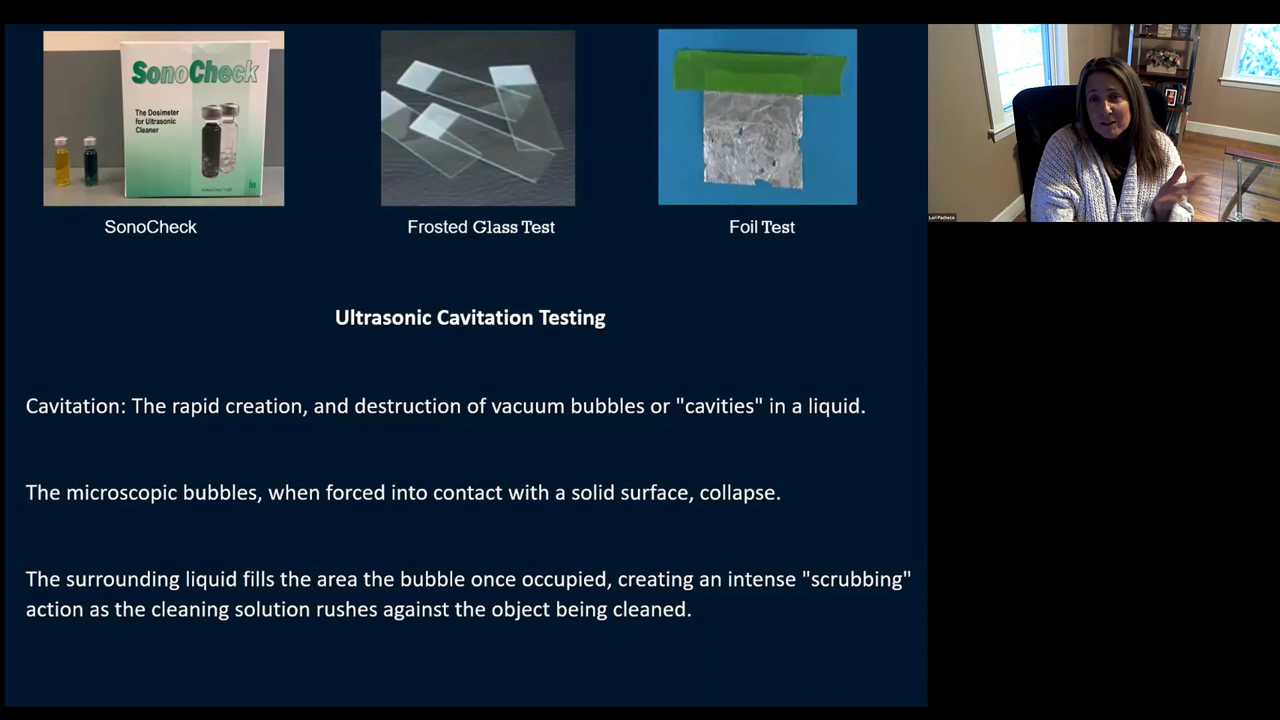 SonoCheck
The Dosimeter
for Ultrasonic
Cleaner
SonoCheck
Frosted Glass Test
Foil Test
Lori Pacheco
Ultrasonic Cavitation Testing
Cavitation: The rapid creation, and destruction of vacuum bubbles or "cavities" in a liquid.
The microscopic bubbles, when forced into contact with a solid surface, collapse.
The surrounding liquid fills the area the bubble once occupied, creating an intense "scrubbing"
action as the cleaning solution rushes against the object being cleaned.